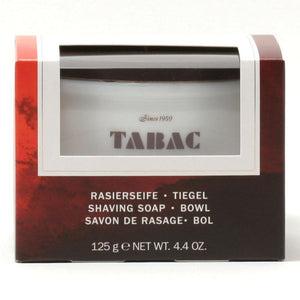 Since 1959
TABAC
RASIERSEIFE • TIEGEL
SHAVING SOAP • BOWL
SAVON DE RASAGE • BOL
125 g ℮ NET WT. 4.4 OZ.